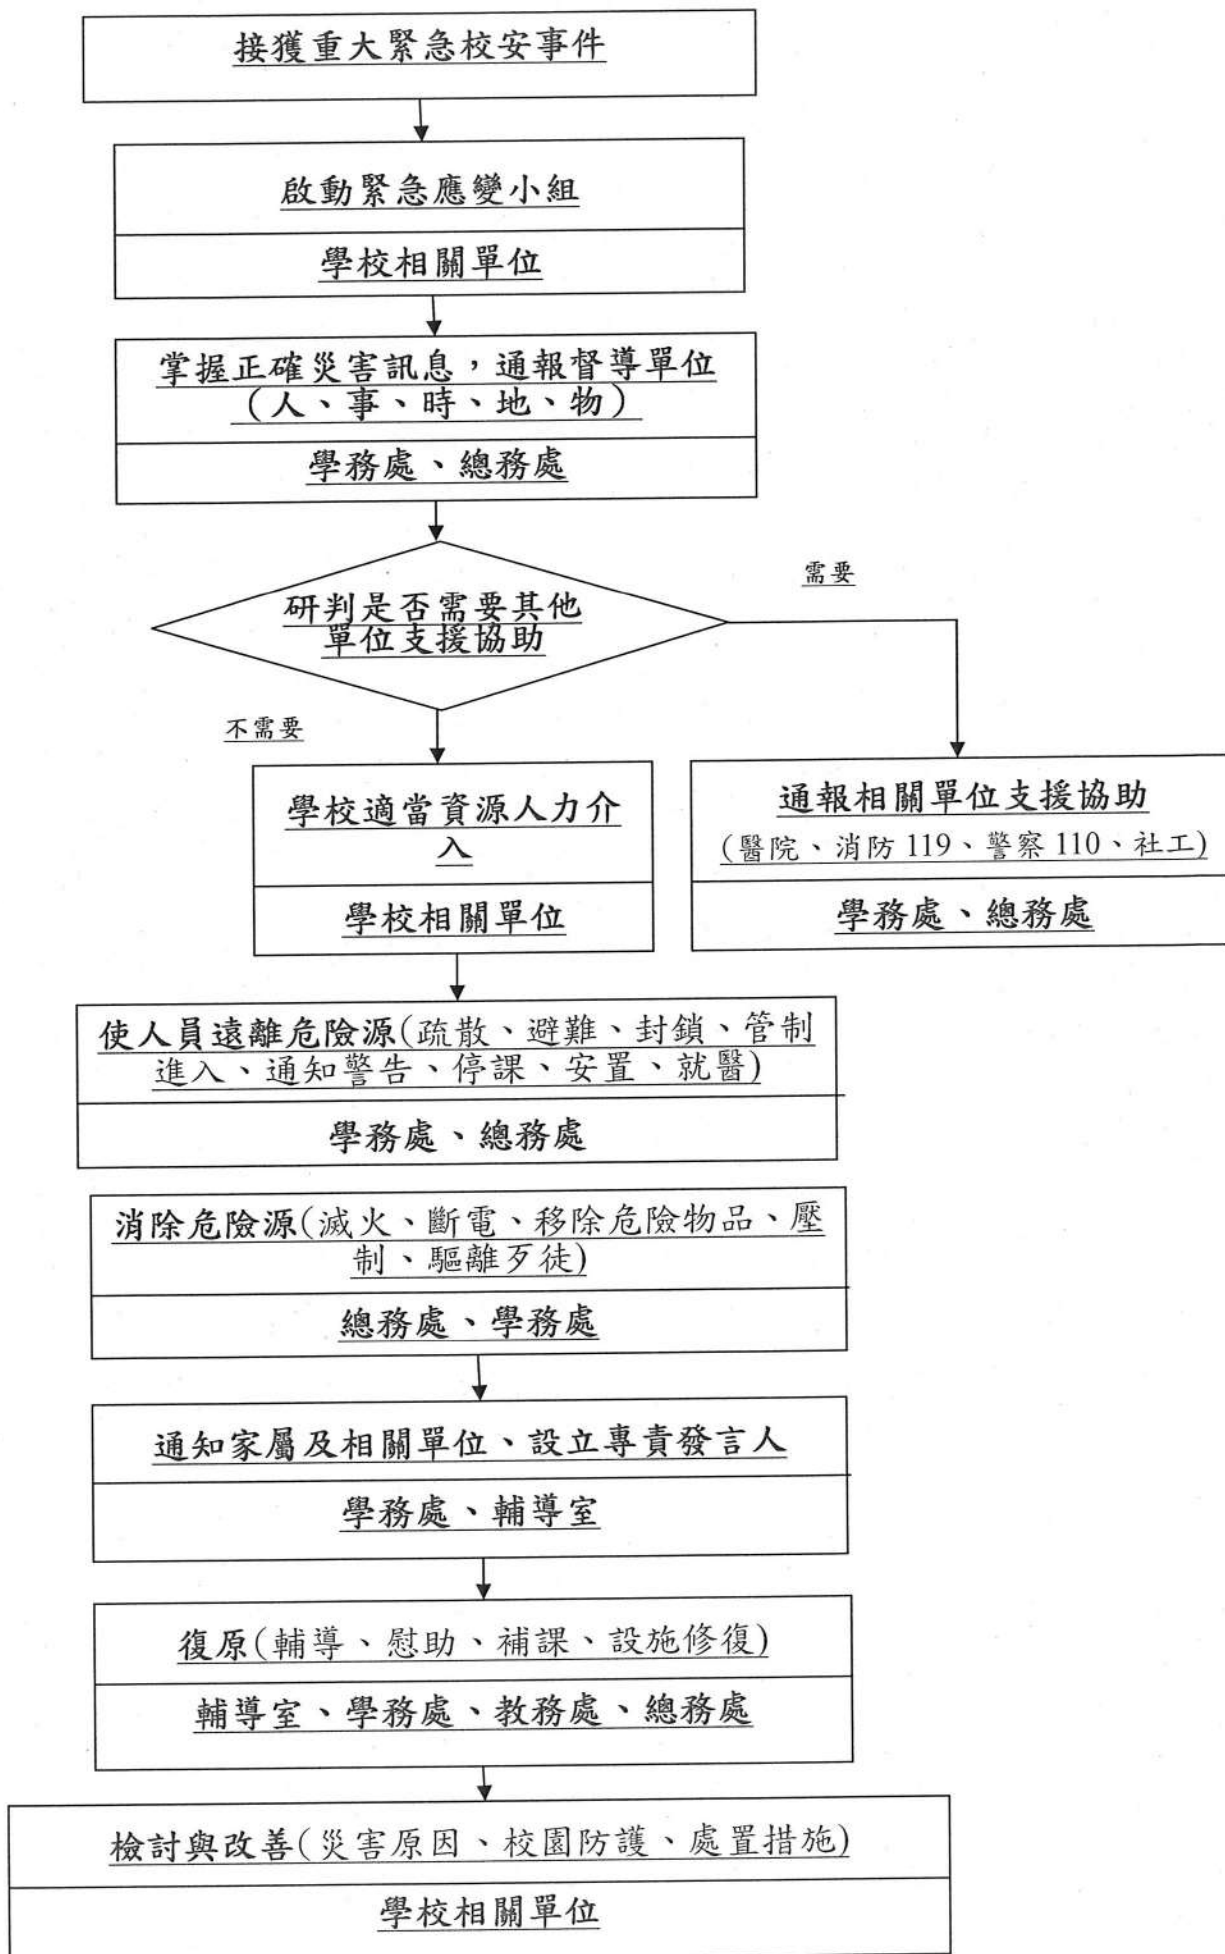 接獲重大緊急校安事件
啟動緊急應變小組
學校相關單位
掌握正確災害訊息，通報督導單位
（人、事、時、地、物）
學務處、總務處
研判是否需要其他
單位支援協助
需要
不需要
學校適當資源人力介
入
學校相關單位
通報相關單位支援協助
(醫院、消防 119、警察 110、社工)
學務處、總務處
使人員遠離危險源(疏散、避難、封鎖、管制
進入、通知警告、停課、安置、就醫)
學務處、總務處
消除危險源(滅火、斷電、移除危險物品、壓
制、驅離歹徒)
總務處、學務處
通知家屬及相關單位、設立專責發言人
學務處、輔導室
復原(輔導、慰助、補課、設施修復)
輔導室、學務處、教務處、總務處
檢討與改善(災害原因、校園防護、處置措施)
學校相關單位